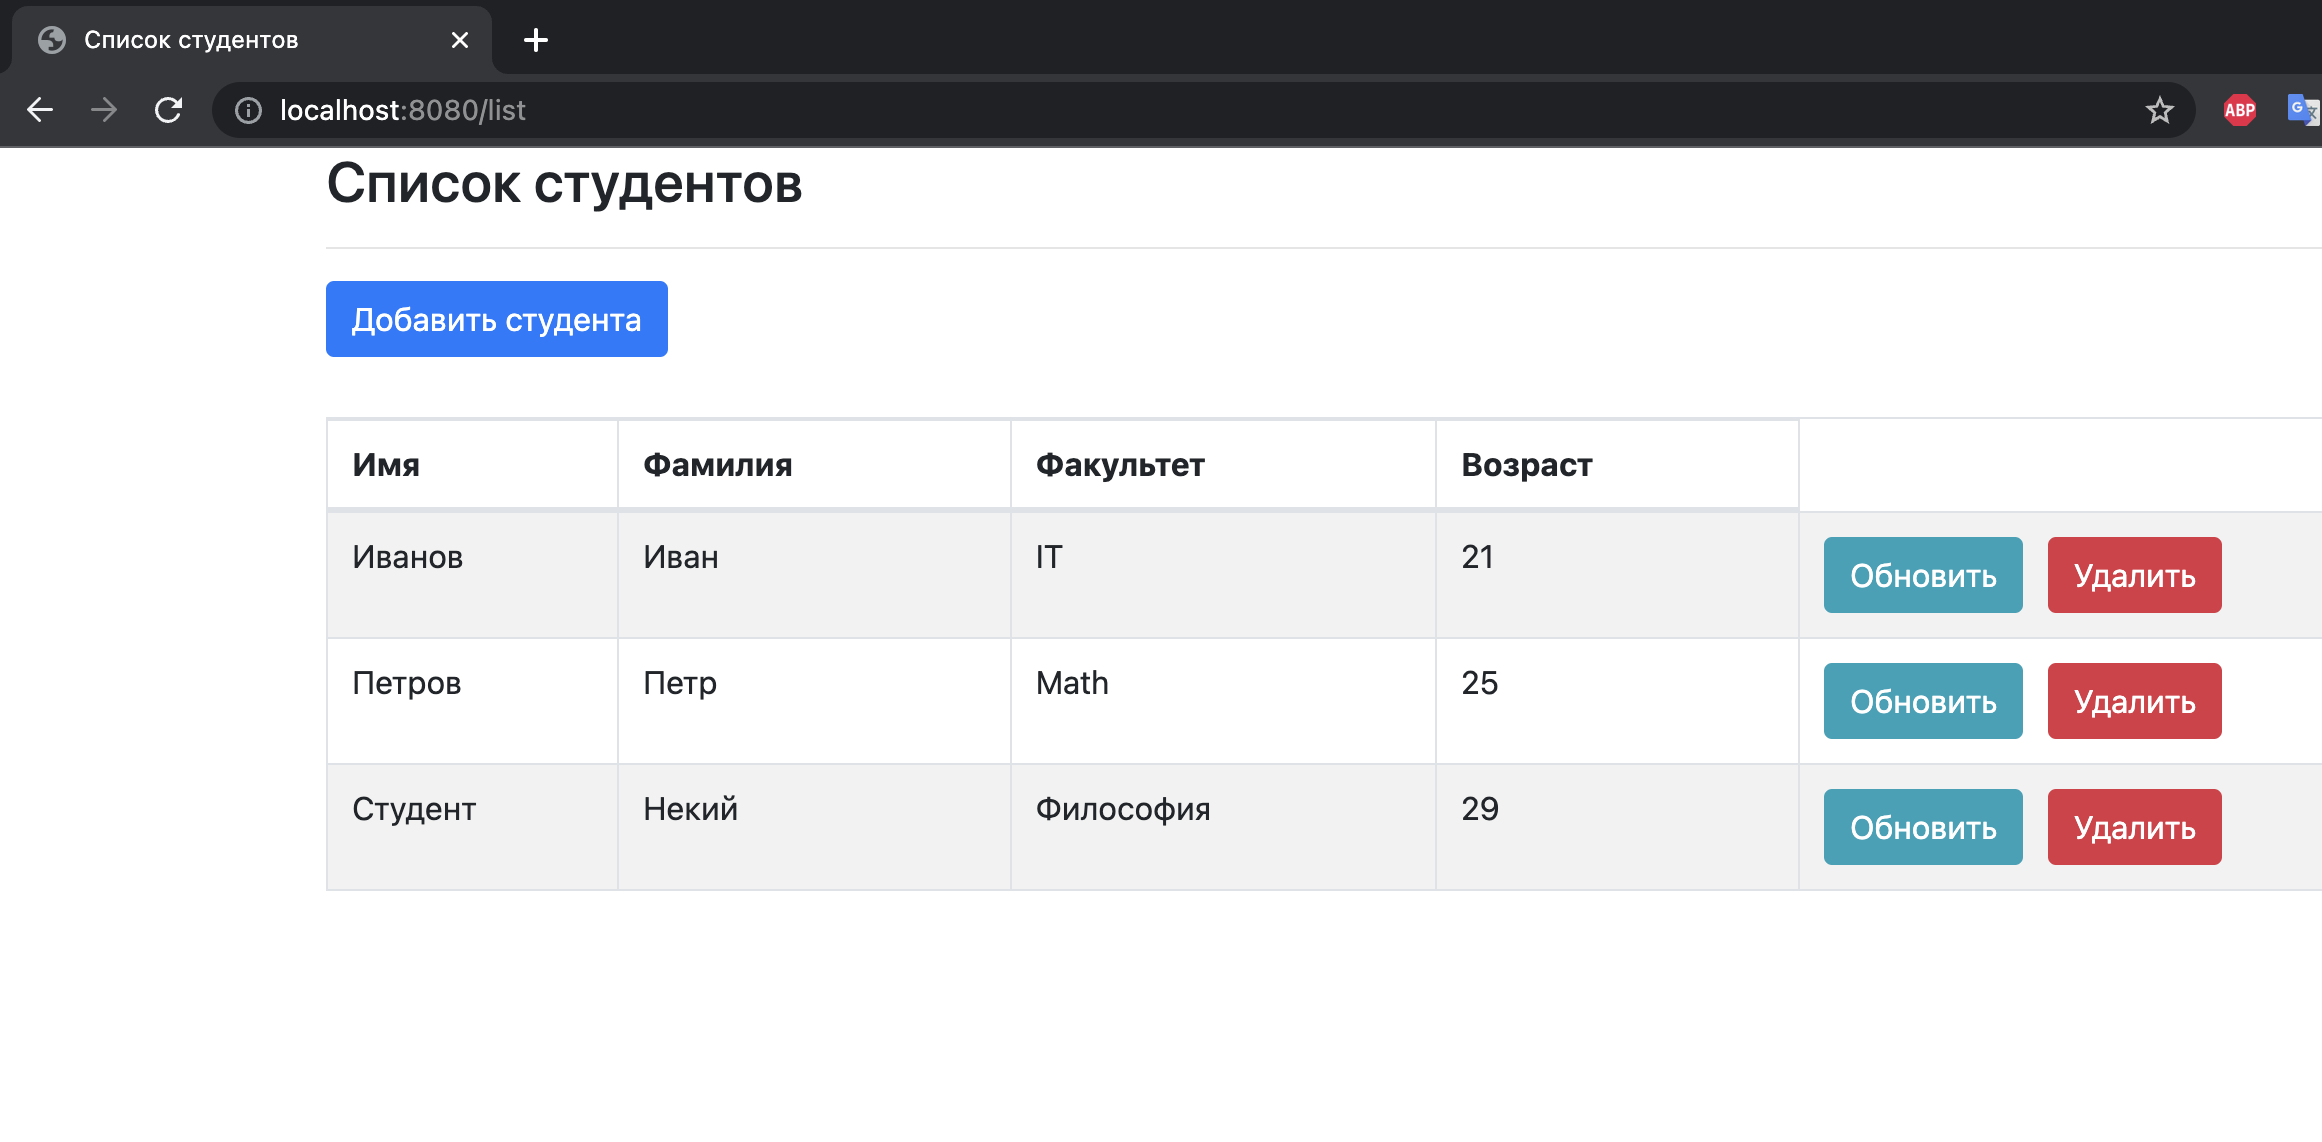 Список студентов
localhost:8080/list
ABP
G
Список студентов
Добавить студента
Имя Фамилия Факультет Возраст
Иванов Иван IT 21 Обновить Удалить
Петров Петр Math 25 Обновить Удалить
Студент Некий Философия 29 Обновить Удалить